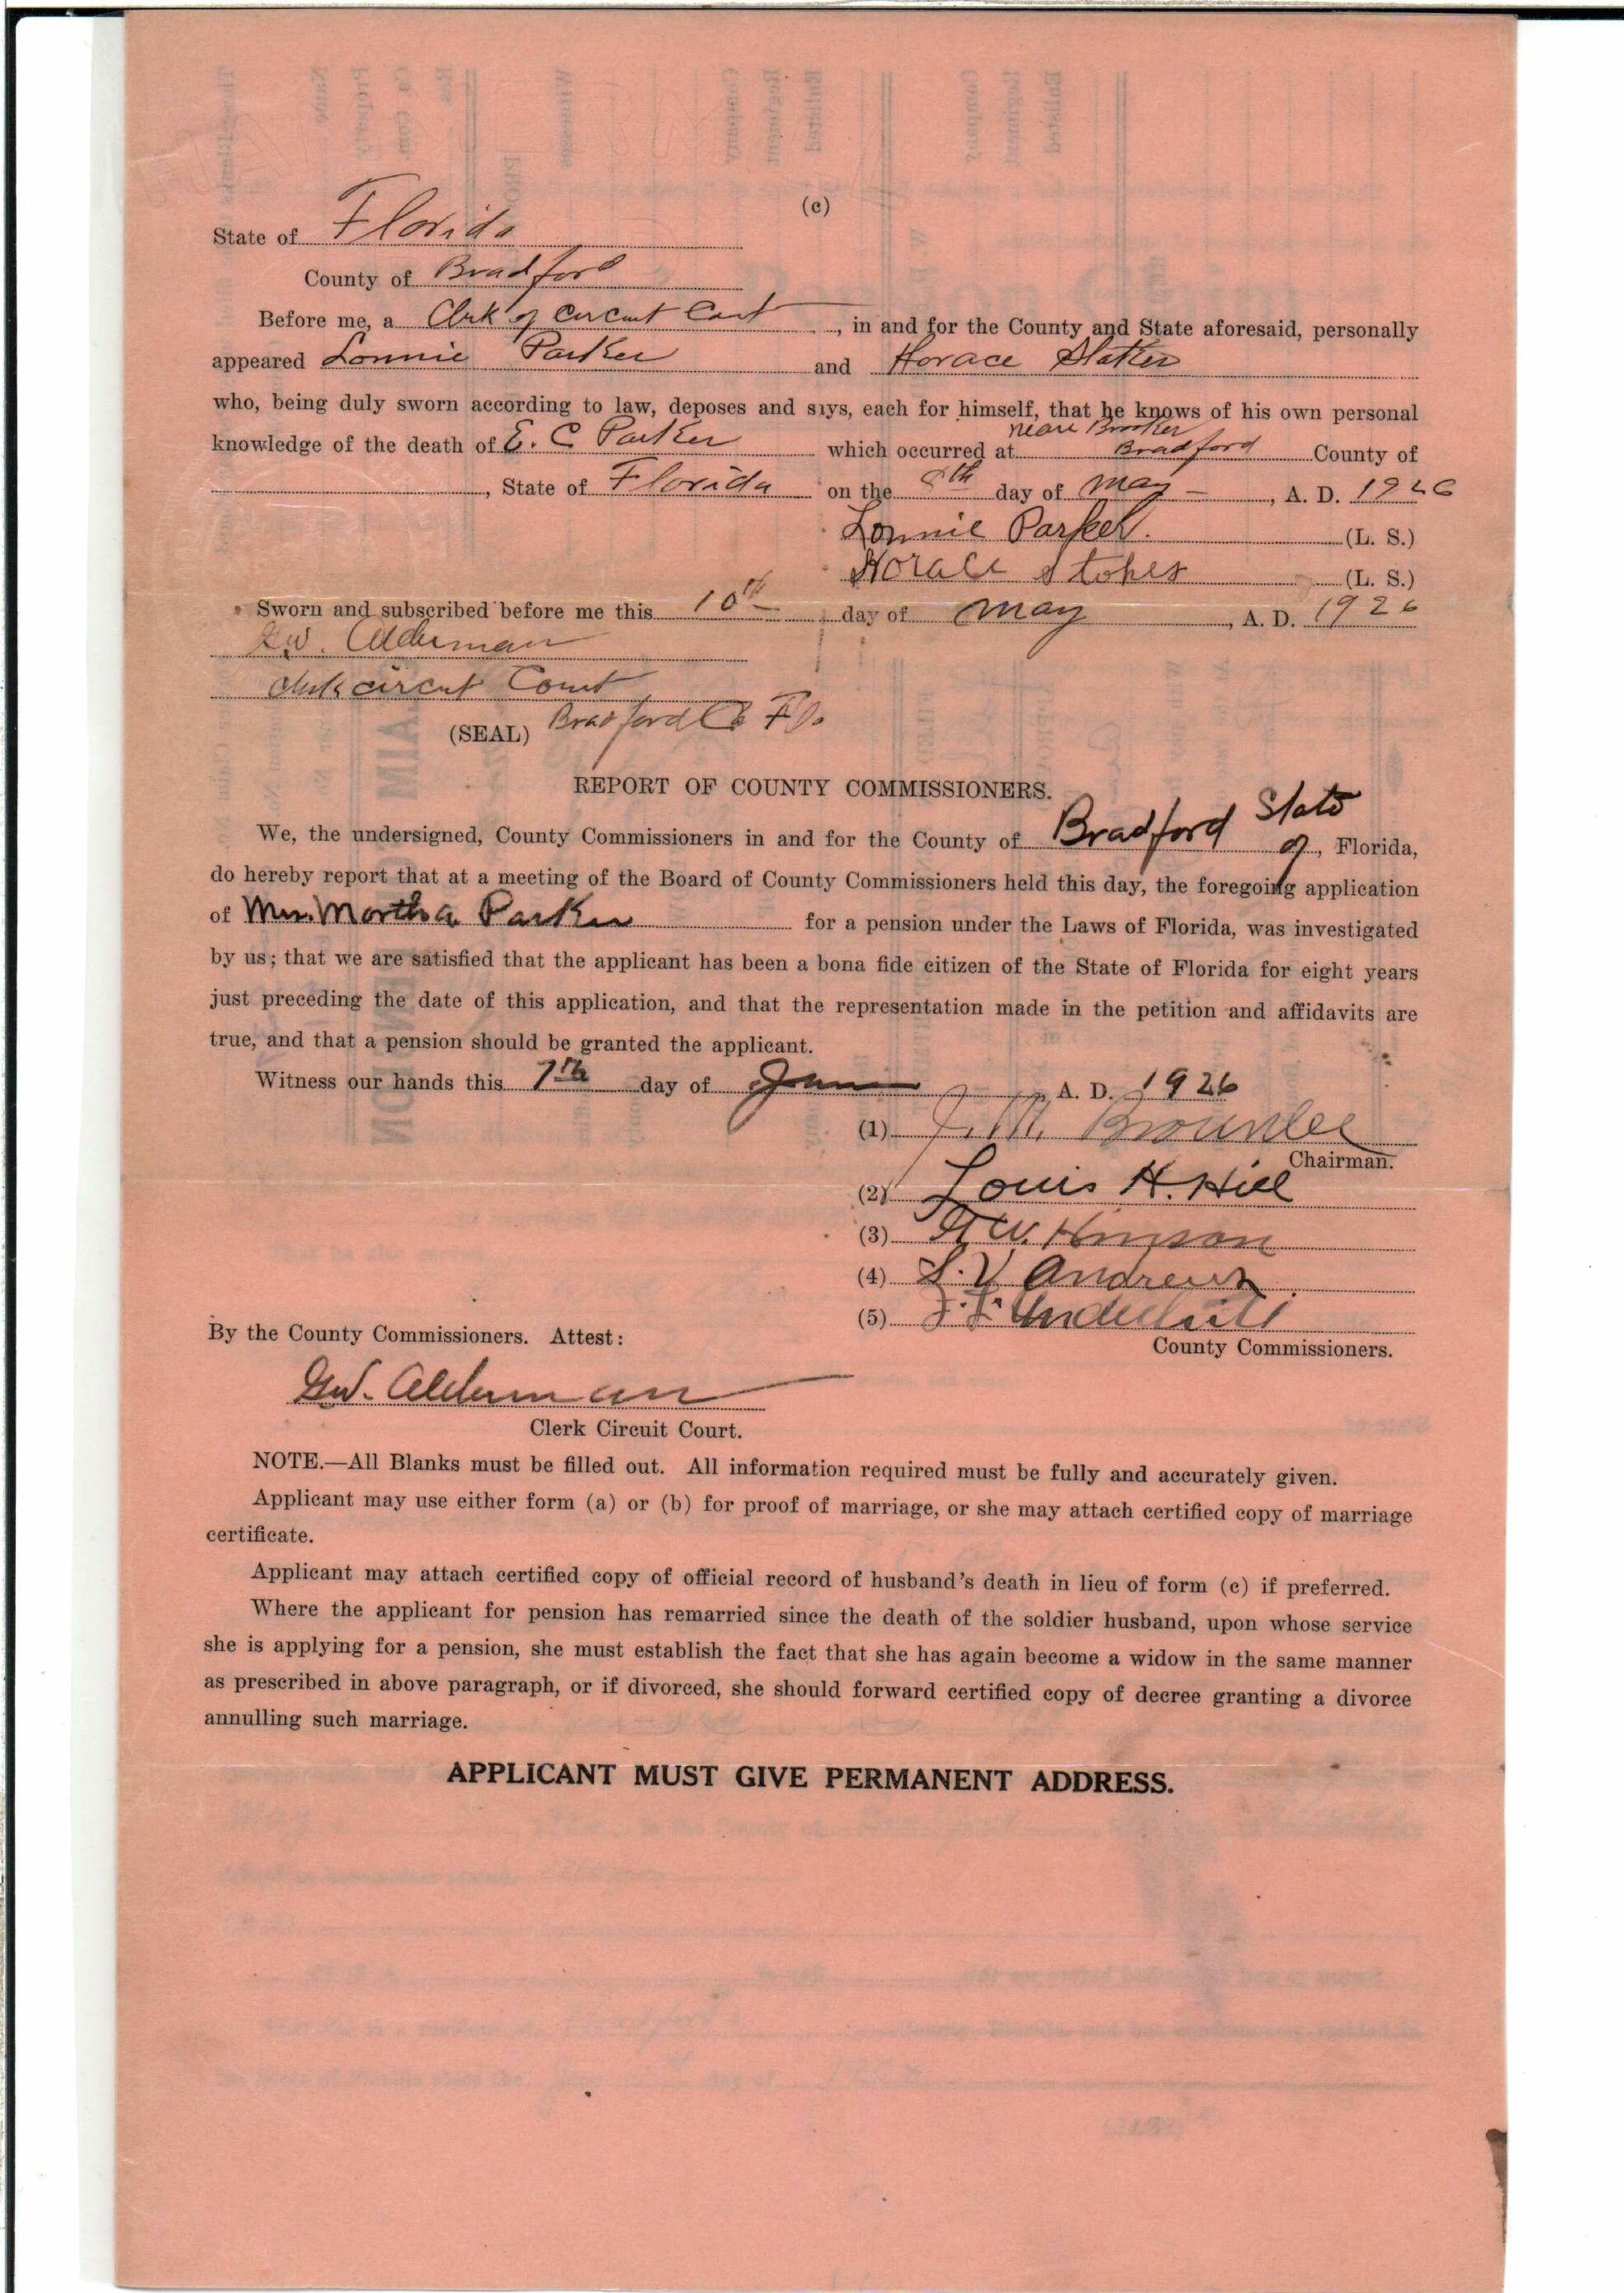 (c)
State of Florida
County of Bradford
Before me, a Clerk of Circuit Court, in and for the County and State aforesaid, personally
appeared Lonnie Parker and Horace Stokes
who, being duly sworn according to law, deposes and says, each for himself, that he knows of his own personal
near Brooker
knowledge of the death of E. C Parker which occurred at Bradford County of
, State of Florida on the 8th day of May, A. D. 1926
Lonnie Parker. (L. S.)
Horace Stokes (L. S.)
Sworn and subscribed before me this 10th day of May, A. D. 1926
Alderman
Clerk circut Court
(SEAL) Bradford Co Fla
REPORT OF COUNTY COMMISSIONERS.
We, the undersigned, County Commissioners in and for the County of Bradford State of, Florida,
do hereby report that at a meeting of the Board of County Commissioners held this day, the foregoing application
of Mrs. Martha Parker for a pension under the Laws of Florida, was investigated
by us; that we are satisfied that the applicant has been a bona fide citizen of the State of Florida for eight years
just preceding the date of this application, and that the representation made in the petition and affidavits are
true, and that a pension should be granted the applicant.
Witness our hands this 7th day of June, A. D. 1926
(1) J. M. Brownlee
Chairman.
(2) Louis H. Hill
(3) Hinson
(4) S. V Andrews
(5) Underhill
County Commissioners.
By the County Commissioners. Attest:
Alderman
Clerk Circuit Court.
NOTE.—All Blanks must be filled out. All information required must be fully and accurately given.
Applicant may use either form (a) or (b) for proof of marriage, or she may attach certified copy of marriage
certificate.
Applicant may attach certified copy of official record of husband's death in lieu of form (c) if preferred.
Where the applicant for pension has remarried since the death of the soldier husband, upon whose service
she is applying for a pension, she must establish the fact that she has again become a widow in the same manner
as prescribed in above paragraph, or if divorced, she should forward certified copy of decree granting a divorce
annulling such marriage.
APPLICANT MUST GIVE PERMANENT ADDRESS.